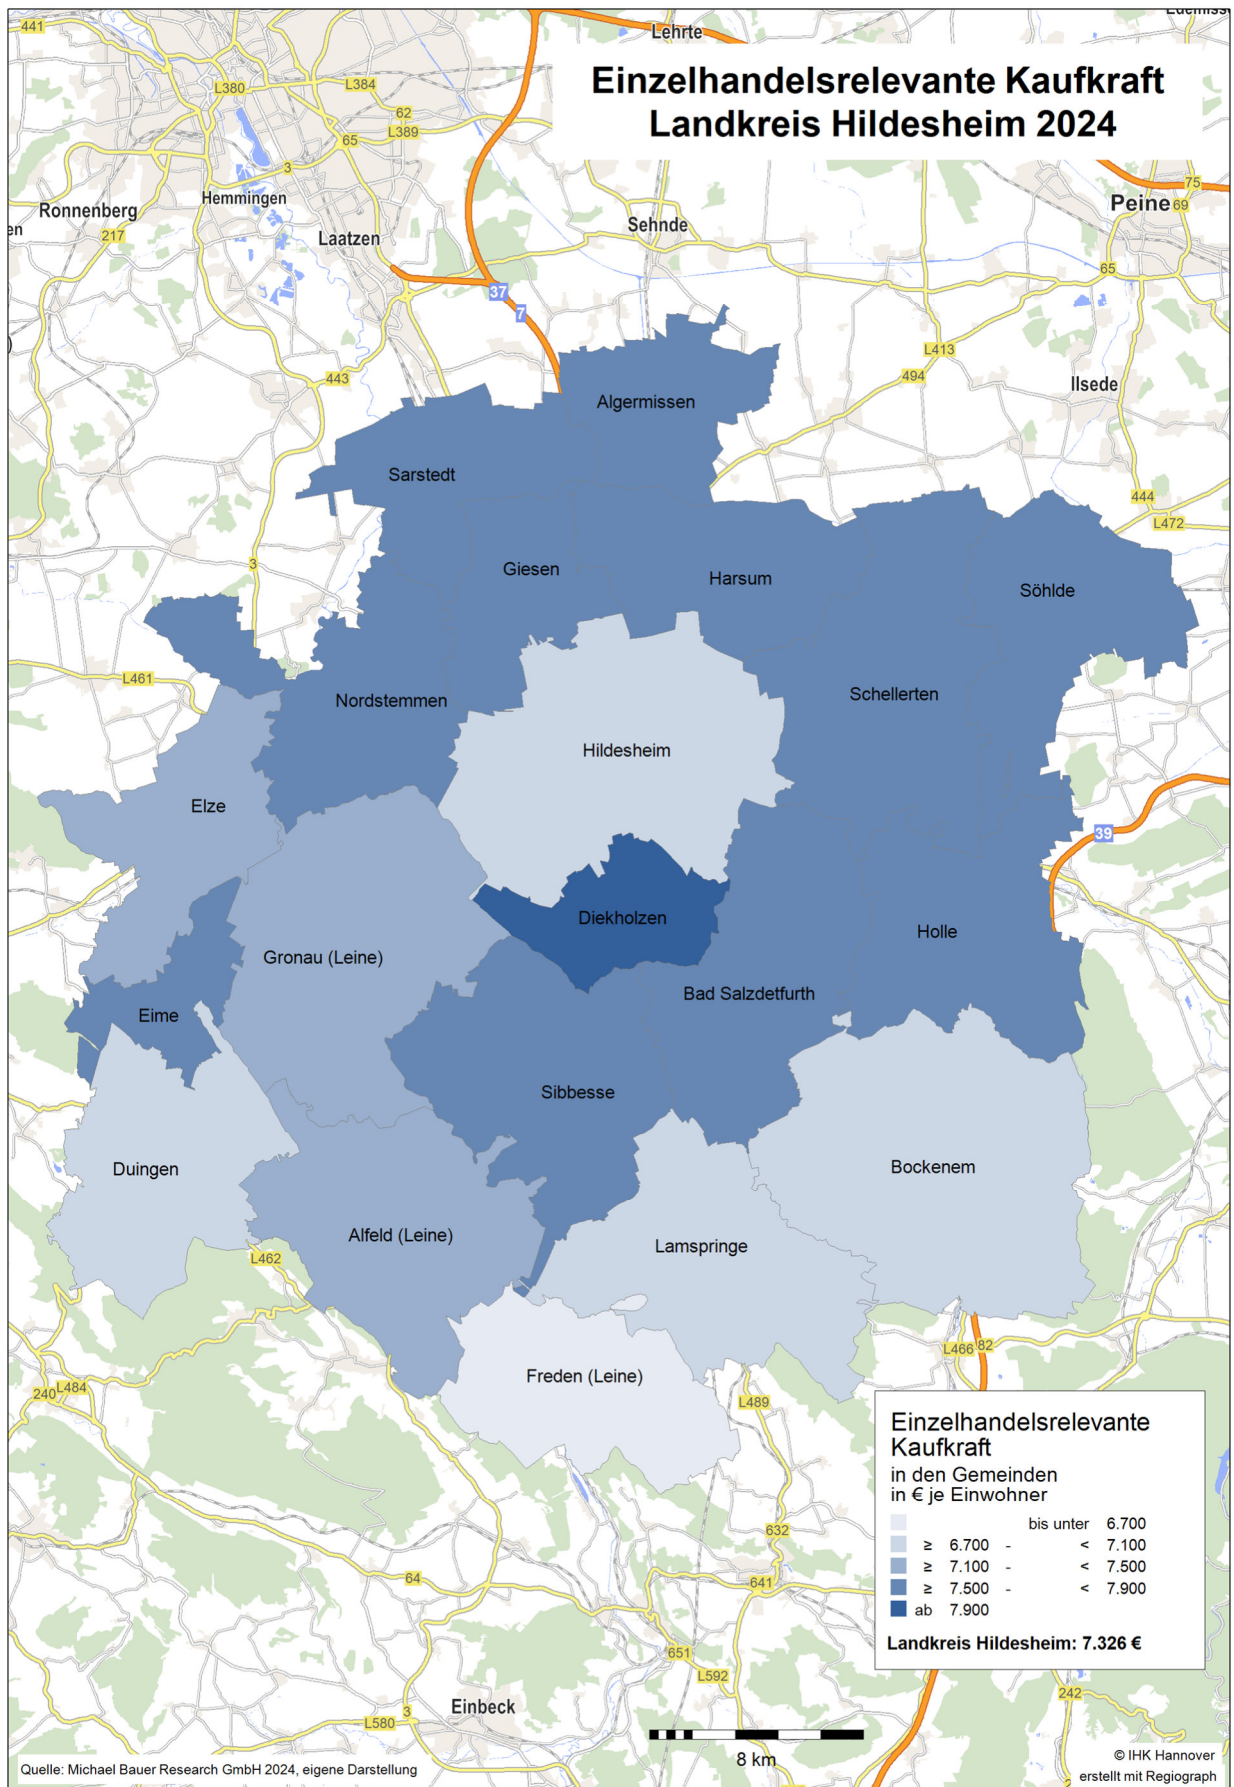 441
Lehrte
Einzelhandelsrelevante Kaufkraft
Landkreis Hildesheim 2024
L380
L384
62
L389
65
3
Hemmingen
Ronnenberg
217
Laatzen
Sehnde
75
Peine
69
65
37
7
443
L413
494
Ilsede
444
L472
3
L461
Algermissen
Sarstedt
Giesen
Harsum
Söhlde
Nordstemmen
Schellerten
Hildesheim
Elze
39
Diekholzen
Holle
Gronau (Leine)
Bad Salzdetfurth
Eime
Sibbesse
Duingen
Bockenem
Alfeld (Leine)
Lamspringe
L462
Freden (Leine)
L466
82
240
L484
L489
Einzelhandelsrelevante
Kaufkraft
in den Gemeinden
in € je Einwohner
bis unter 6.700
≥ 6.700 - < 7.100
≥ 7.100 - < 7.500
≥ 7.500 - < 7.900
ab 7.900
Landkreis Hildesheim: 7.326 €
632
64
641
651
L592
242
Einbeck
3
L580
8 km
Quelle: Michael Bauer Research GmbH 2024, eigene Darstellung
© IHK Hannover
erstellt mit Regiograph